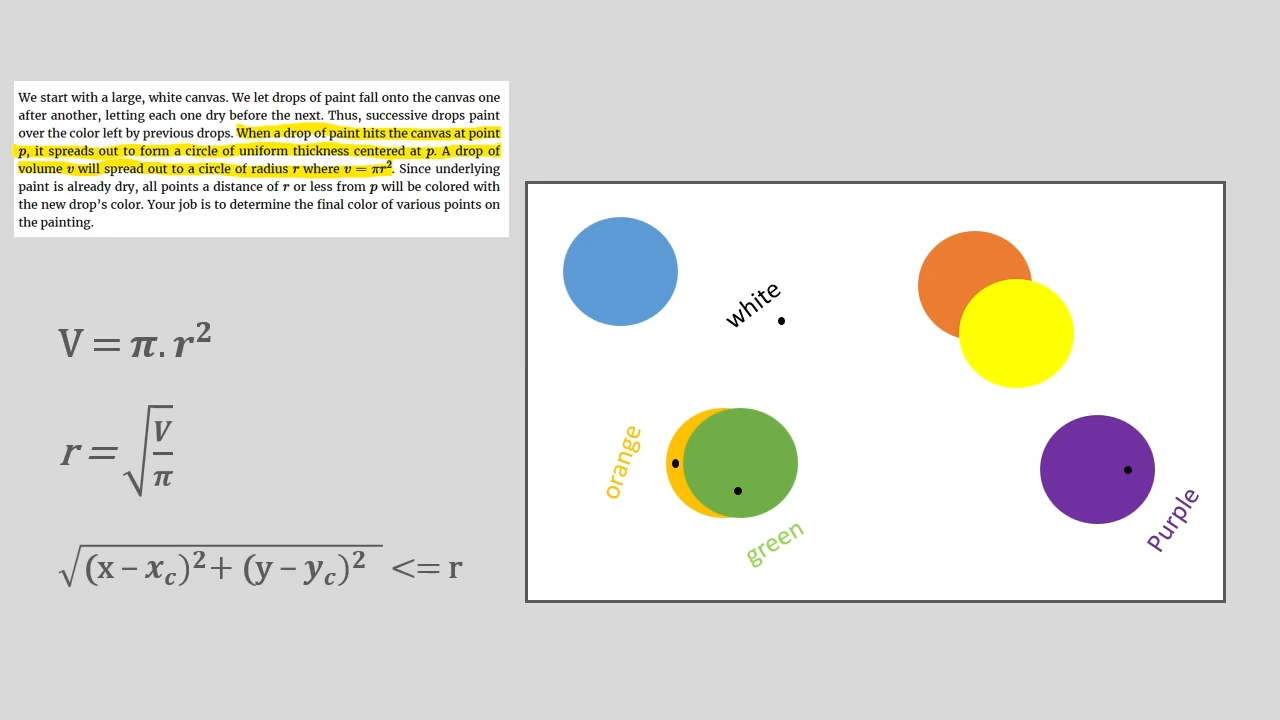 We start with a large, white canvas. We let drops of paint fall onto the canvas one
after another, letting each one dry before the next. Thus, successive drops paint
over the color left by previous drops. When a drop of paint hits the canvas at point
p, it spreads out to form a circle of uniform thickness centered at p. A drop of
volume v will spread out to a circle of radius r where v = πr². Since underlying
paint is already dry, all points a distance of r or less from p will be colored with
the new drop's color. Your job is to determine the final color of various points on
the painting.
V = π.r²
r = √(V/π)
√((x – x_c)² + (y – y_c)²) <= r
white
orange
green
Purple